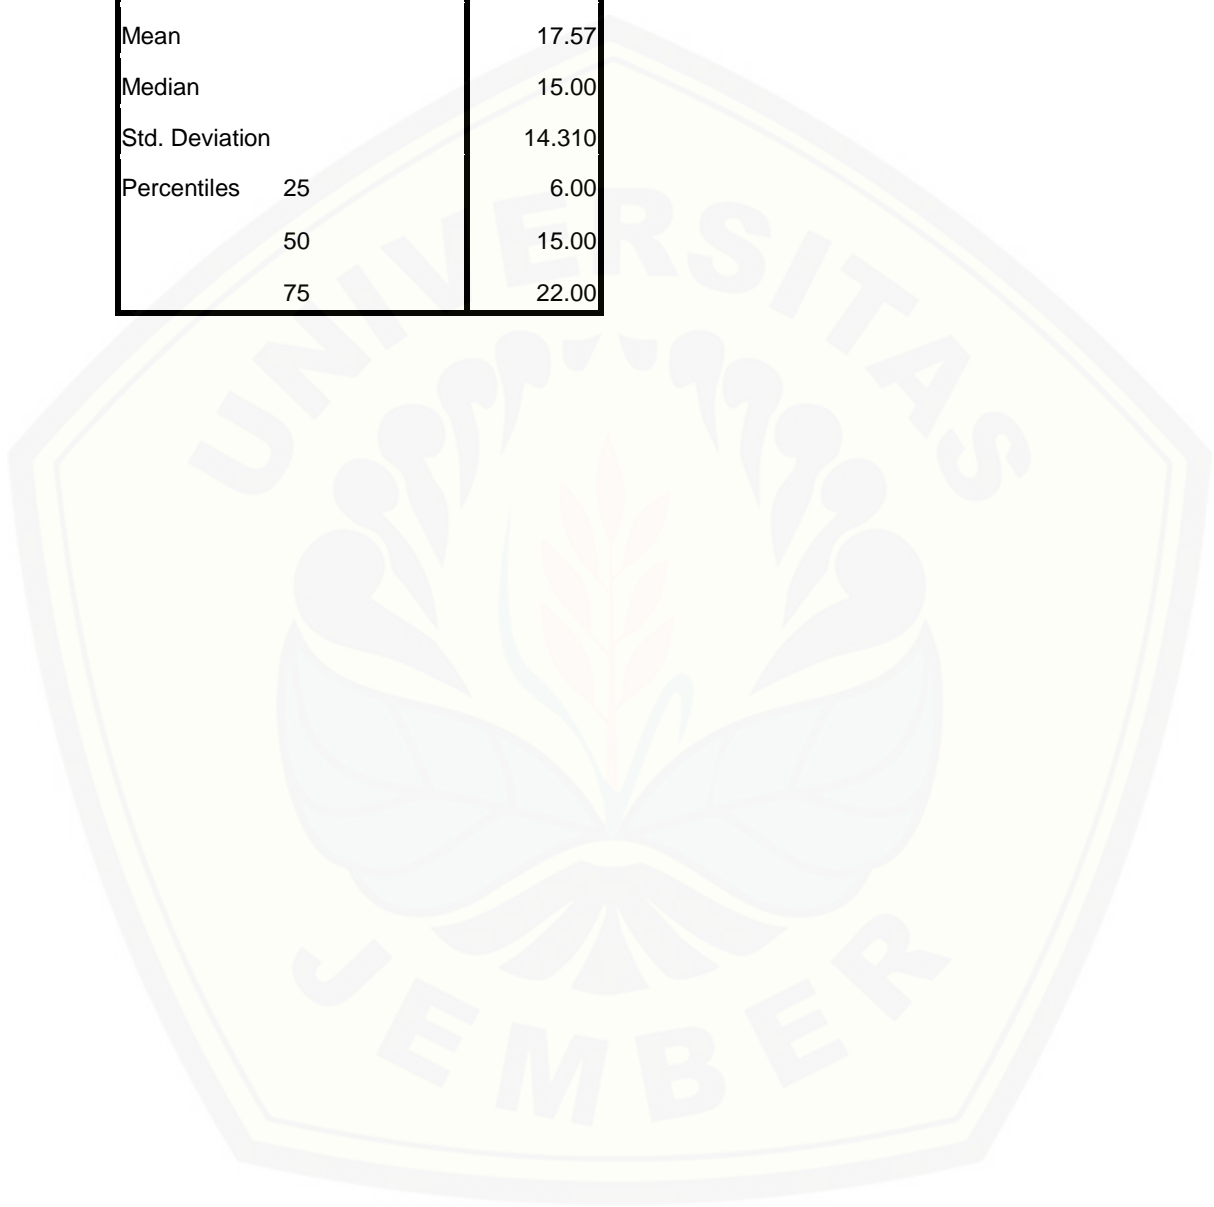 Mean 17.57
Median 15.00
Std. Deviation 14.310
Percentiles 25 6.00
50 15.00
75 22.00
UNIVERSITAS
JEMBER